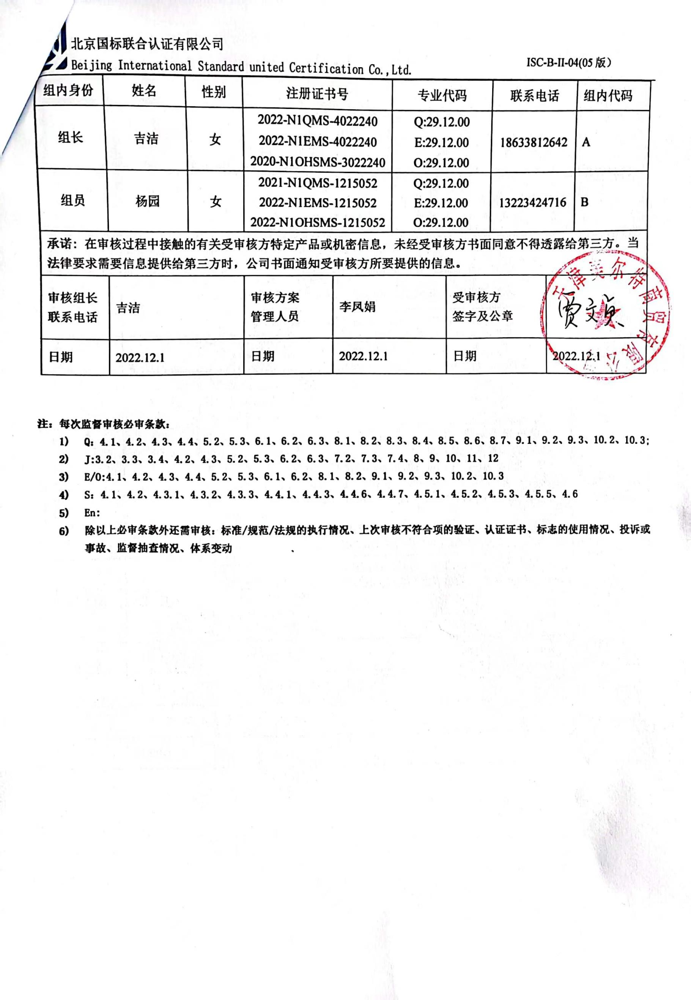 北京国标联合认证有限公司
Beijing International Standard united Certification Co.,Ltd.
ISC-B-II-04(05版）
组内身份 姓名 性别 注册证书号 专业代码 联系电话 组内代码
组长 吉洁 女 2022-N1QMS-4022240 Q:29.12.00 18633812642 A
2022-N1EMS-4022240 E:29.12.00
2020-N1OHSMS-3022240 O:29.12.00
组员 杨园 女 2021-N1QMS-1215052 Q:29.12.00 13223424716 B
2022-N1EMS-1215052 E:29.12.00
2022-N1OHSMS-1215052 O:29.12.00
承诺：在审核过程中接触的有关受审核方特定产品或机密信息，未经受审核方书面同意不得透露给第三方。当
法律要求需要信息提供给第三方时，公司书面通知受审核方所要提供的信息。
审核组长 吉洁 审核方案 李凤娟 受审核方 贾文贞
联系电话 管理人员 签字及公章
天津美尔特商贸有限公司
日期 2022.12.1 日期 2022.12.1 日期 2022.12.1
注：每次监督审核必审条款：
1) Q：4.1、4.2、4.3、4.4、5.2、5.3、6.1、6.2、6.3、8.1、8.2、8.3、8.4、8.5、8.6、8.7、9.1、9.2、9.3、10.2、10.3；
2) J:3.2、3.3、3.4、4.2、4.3、5.2、5.3、6.2、6.3、7.2、7.3、7.4、8、9、10、11、12
3) E/O:4.1、4.2、4.3、4.4、5.2、5.3、6.1、6.2、8.1、8.2、9.1、9.2、9.3、10.2、10.3
4) S：4.1、4.2、4.3.1、4.3.2、4.3.3、4.4.1、4.4.3、4.4.6、4.4.7、4.5.1、4.5.2、4.5.3、4.5.5、4.6
5) En：
6) 除以上必审条款外还需审核：标准/规范/法规的执行情况、上次审核不符合项的验证、认证证书、标志的使用情况、投诉或
事故、监督抽查情况、体系变动